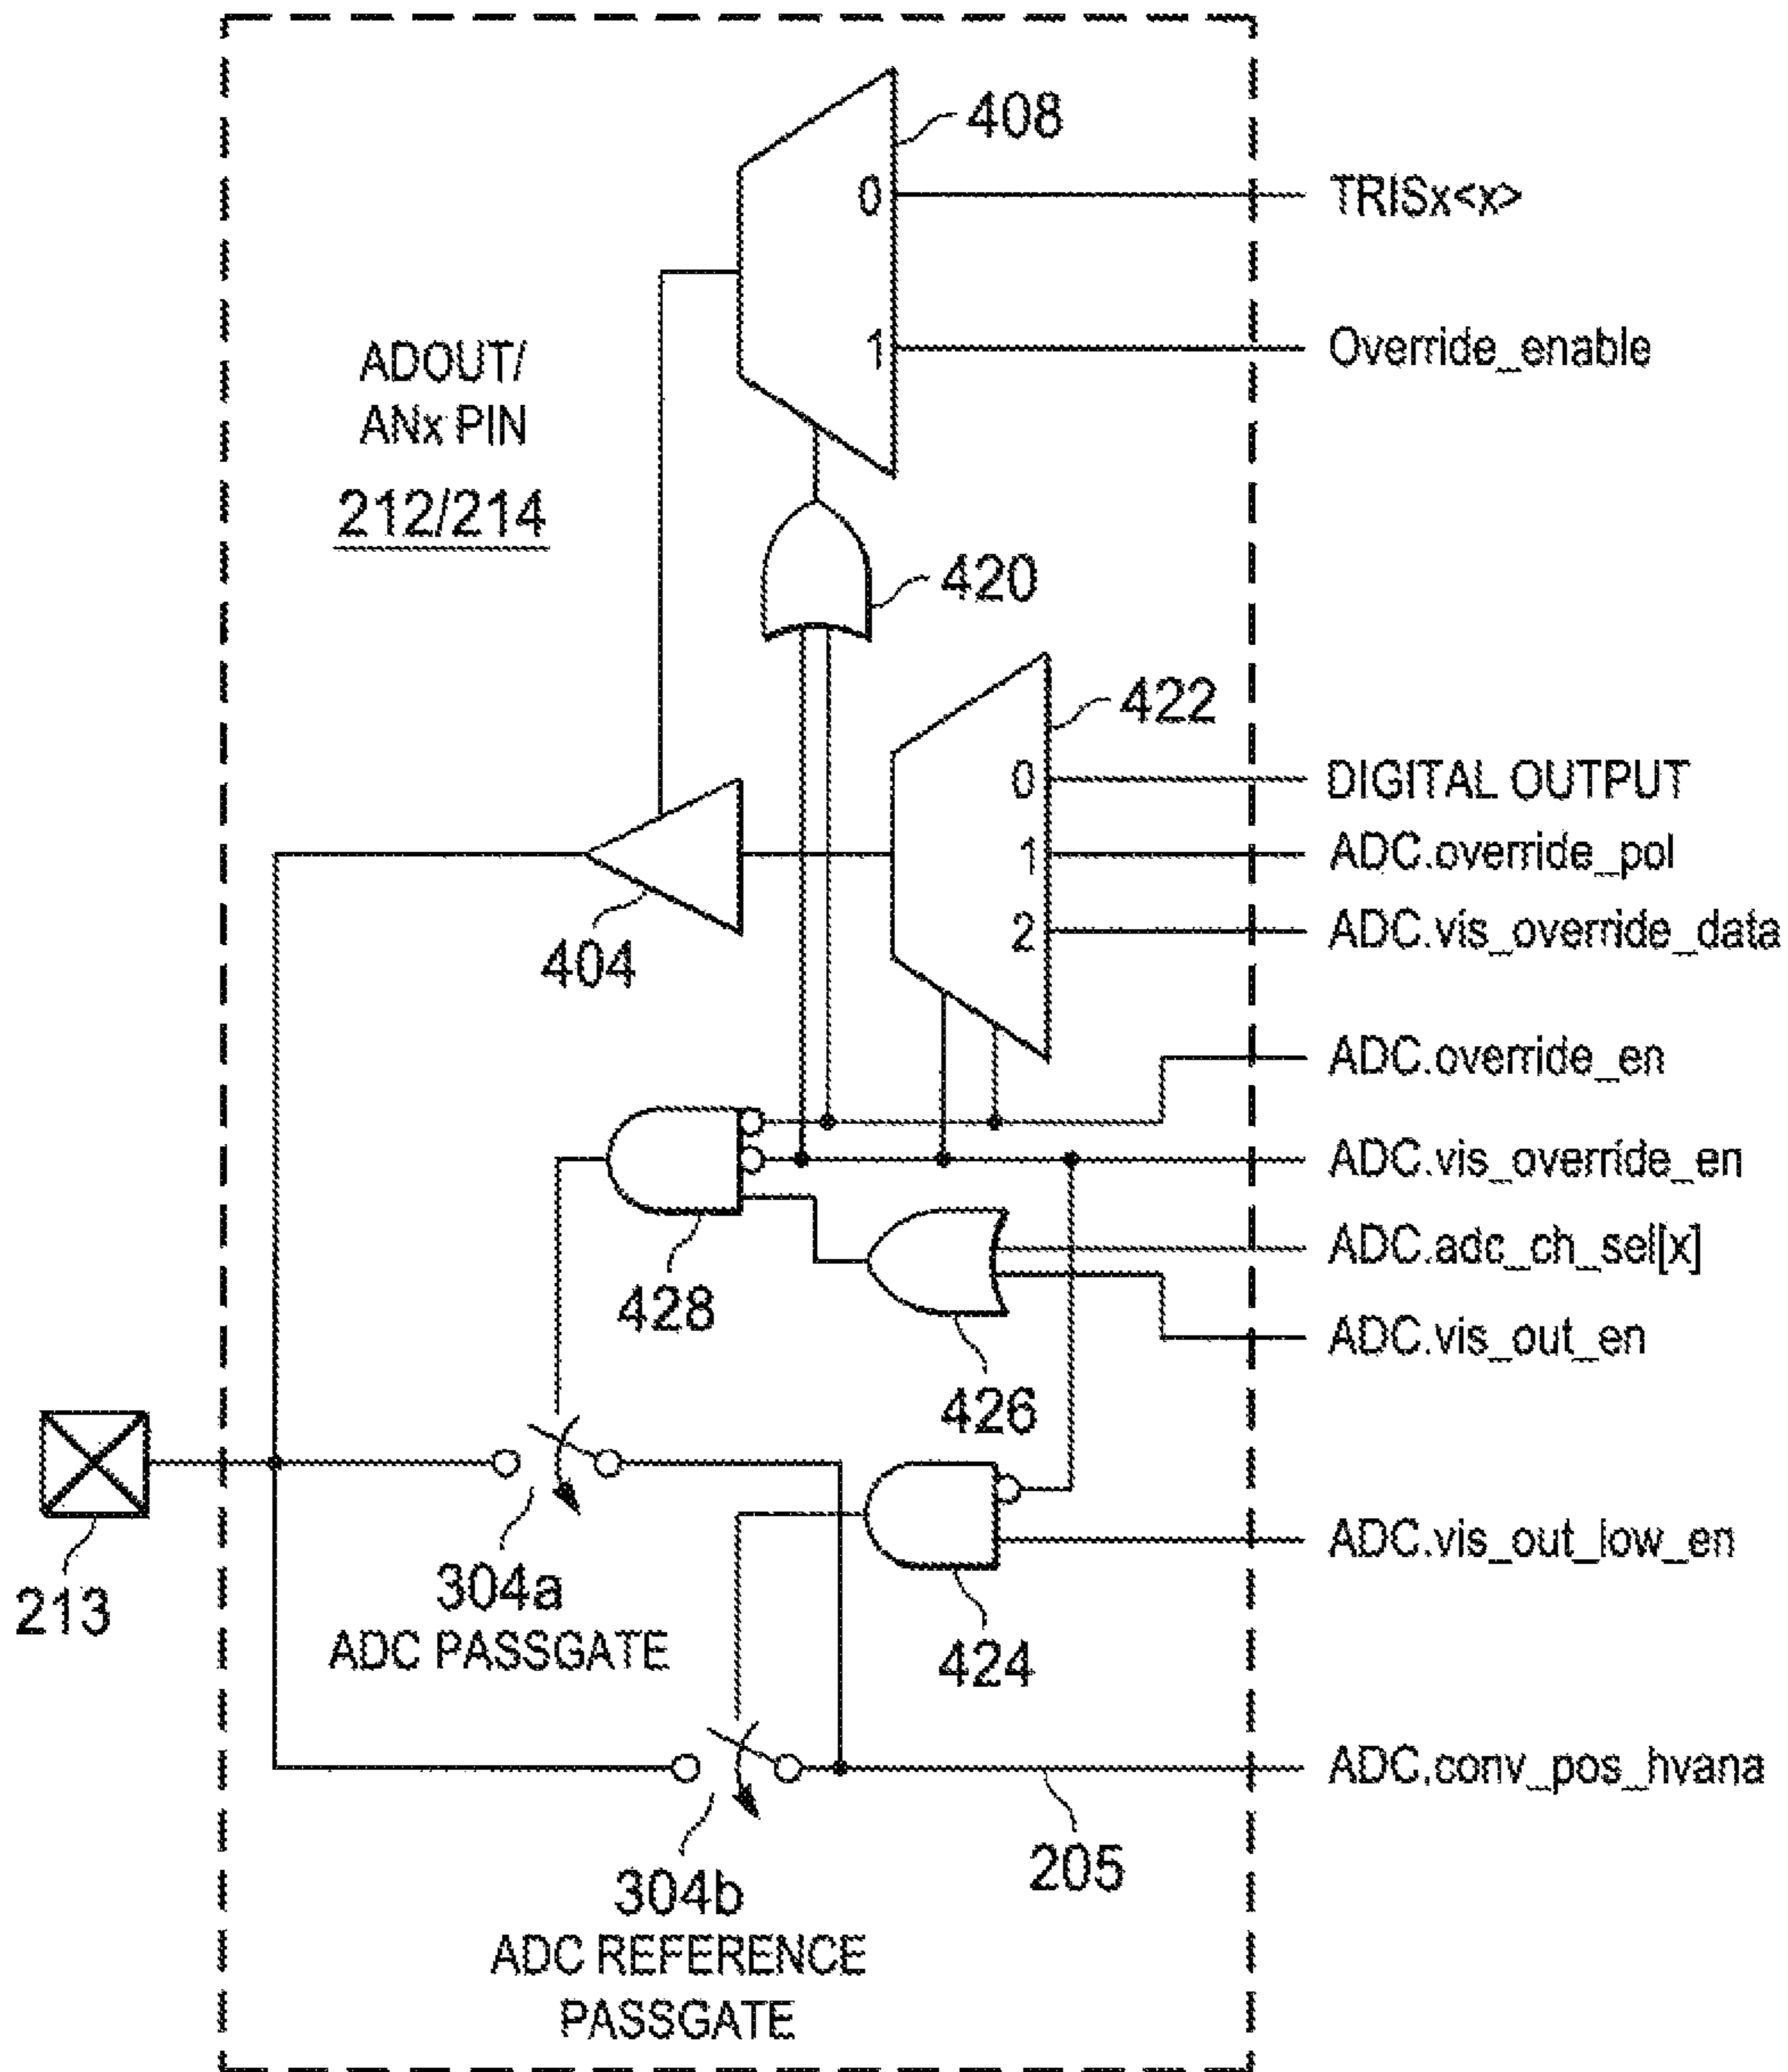 408
0
TRISx<x>
1
Override_enable
ADOUT/
ANx PIN
212/214
420
422
0
DIGITAL OUTPUT
1
ADC.override_pol
2
ADC.vis_override_data
404
ADC.override_en
ADC.vis_override_en
ADC.adc_ch_sel[x]
428
ADC.vis_out_en
426
304a
ADC PASSGATE
213
ADC.vis_out_low_en
424
ADC.conv_pos_hvana
205
304b
ADC REFERENCE
PASSGATE